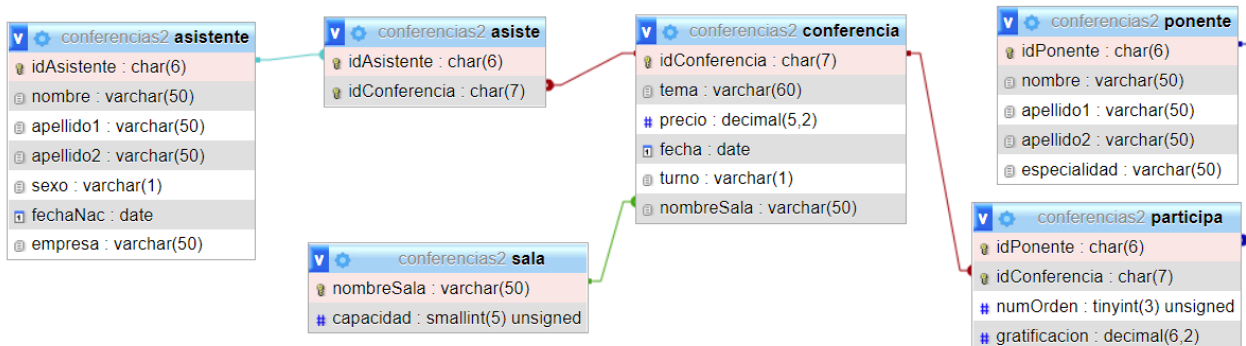 conferencias2 asistente
idAsistente : char(6)
nombre : varchar(50)
apellido1 : varchar(50)
apellido2 : varchar(50)
sexo : varchar(1)
fechaNac : date
empresa : varchar(50)
conferencias2 asiste
idAsistente : char(6)
idConferencia : char(7)
conferencias2 sala
nombreSala : varchar(50)
capacidad : smallint(5) unsigned
conferencias2 conferencia
idConferencia : char(7)
tema : varchar(60)
precio : decimal(5,2)
fecha : date
turno : varchar(1)
nombreSala : varchar(50)
conferencias2 ponente
idPonente : char(6)
nombre : varchar(50)
apellido1 : varchar(50)
apellido2 : varchar(50)
especialidad : varchar(50)
conferencias2 participa
idPonente : char(6)
idConferencia : char(7)
numOrden : tinyint(3) unsigned
gratificacion : decimal(6,2)